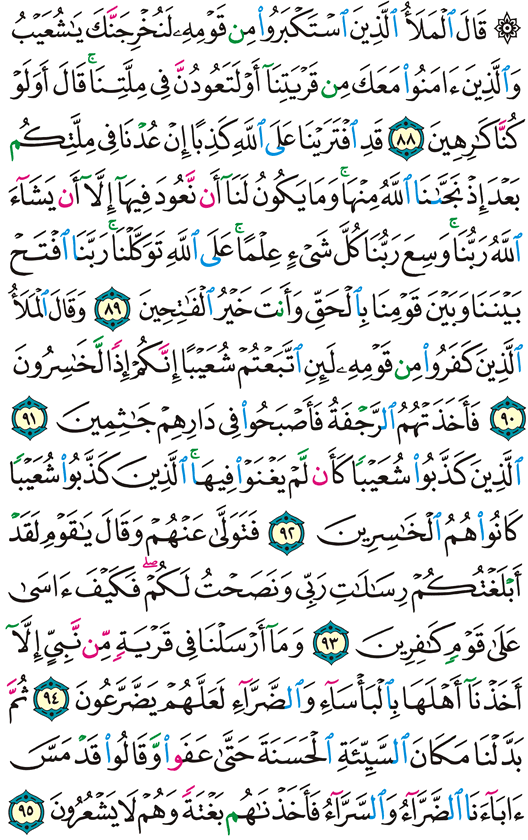 ۞ قَالَ ٱلْمَلَأُ ٱلَّذِينَ ٱسْتَكْبَرُوا۟ مِن قَوْمِهِۦ لَنُخْرِجَنَّكَ يَٰشُعَيْبُ
وَٱلَّذِينَ ءَامَنُوا۟ مَعَكَ مِن قَرْيَتِنَآ أَوْ لَتَعُودُنَّ فِى مِلَّتِنَا ۚ قَالَ أَوَلَوْ
كُنَّا كَٰرِهِينَ ٨٨ قَدِ ٱفْتَرَيْنَا عَلَى ٱللَّهِ كَذِبًا إِنْ عُدْنَا فِى مِلَّتِكُم
بَعْدَ إِذْ نَجَّىٰنَا ٱللَّهُ مِنْهَا ۚ وَمَا يَكُونُ لَنَآ أَن نَّعُودَ فِيهَآ إِلَّآ أَن يَشَآءَ
ٱللَّهُ رَبُّنَا ۚ وَسِعَ رَبُّنَا كُلَّ شَىْءٍ عِلْمًا ۚ عَلَى ٱللَّهِ تَوَكَّلْنَا ۚ رَبَّنَا ٱفْتَحْ
بَيْنَنَا وَبَيْنَ قَوْمِنَا بِٱلْحَقِّ وَأَنتَ خَيْرُ ٱلْفَٰتِحِينَ ٨٩ وَقَالَ ٱلْمَلَأُ
ٱلَّذِينَ كَفَرُوا۟ مِن قَوْمِهِۦ لَئِنِ ٱتَّبَعْتُمْ شُعَيْبًا إِنَّكُمْ إِذًا لَّخَٰسِرُونَ
٩٠ فَأَخَذَتْهُمُ ٱلرَّجْفَةُ فَأَصْبَحُوا۟ فِى دَارِهِمْ جَٰثِمِينَ ٩١
ٱلَّذِينَ كَذَّبُوا۟ شُعَيْبًا كَأَن لَّمْ يَغْنَوْا۟ فِيهَا ۚ ٱلَّذِينَ كَذَّبُوا۟ شُعَيْبًا
كَانُوا۟ هُمُ ٱلْخَٰسِرِينَ ٩٢ فَتَوَلَّىٰ عَنْهُمْ وَقَالَ يَٰقَوْمِ لَقَدْ
أَبْلَغْتُكُمْ رِسَٰلَٰتِ رَبِّى وَنَصَحْتُ لَكُمْ ۖ فَكَيْفَ ءَاسَىٰ
عَلَىٰ قَوْمٍ كَٰفِرِينَ ٩٣ وَمَآ أَرْسَلْنَا فِى قَرْيَةٍ مِّن نَّبِىٍّ إِلَّآ
أَخَذْنَآ أَهْلَهَا بِٱلْبَأْسَآءِ وَٱلضَّرَّآءِ لَعَلَّهُمْ يَضَّرَّعُونَ ٩٤ ثُمَّ
بَدَّلْنَا مَكَانَ ٱلسَّيِّئَةِ ٱلْحَسَنَةَ حَتَّىٰ عَفَوا۟ وَّقَالُوا۟ قَدْ مَسَّ
ءَابَآءَنَا ٱلضَّرَّآءُ وَٱلسَّرَّآءُ فَأَخَذْنَٰهُم بَغْتَةً وَهُمْ لَا يَشْعُرُونَ ٩٥